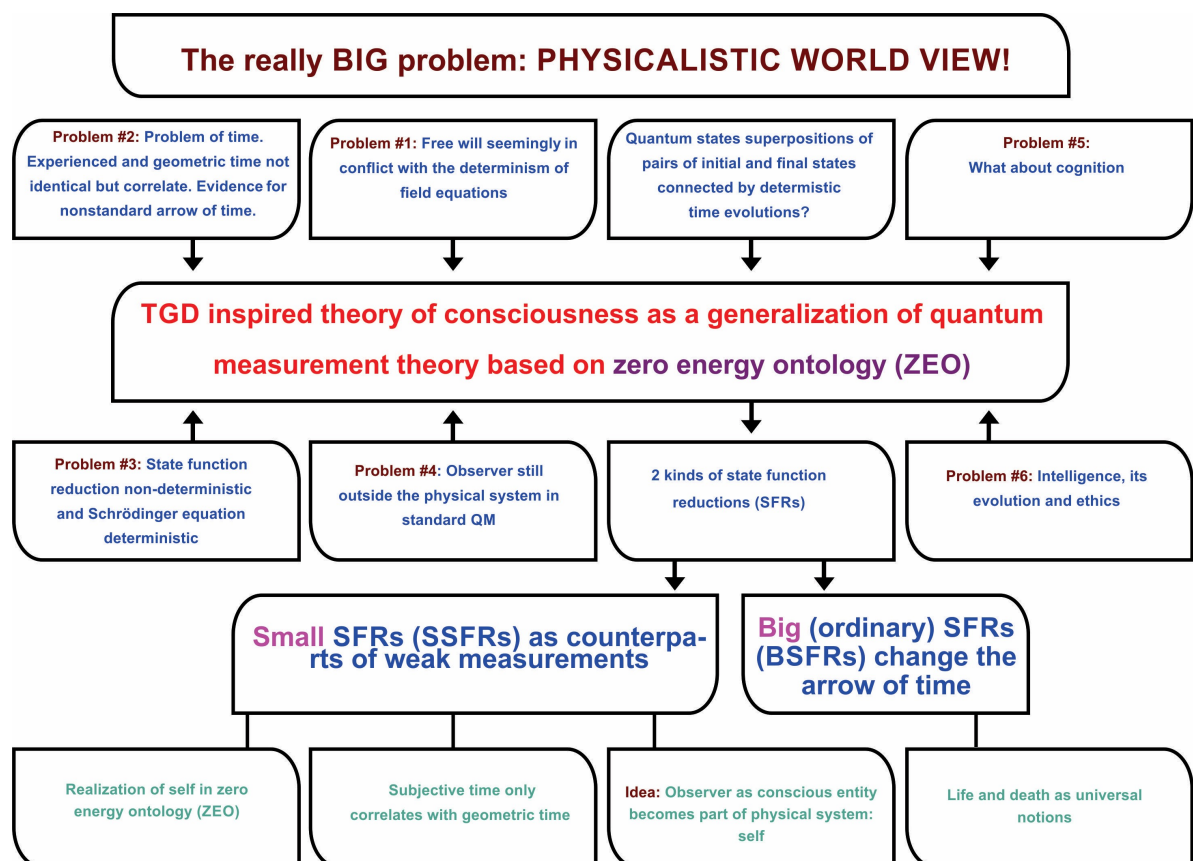 The really BIG problem: PHYSICALISTIC WORLD VIEW!
Problem #2: Problem of time.
Experienced and geometric time not
identical but correlate. Evidence for
nonstandard arrow of time.
Problem #1: Free will seemingly in
conflict with the determinism of
field equations
Quantum states superpositions of
pairs of initial and final states
connected by determistic
time evolutions?
Problem #5:
What about cognition
TGD inspired theory of consciousness as a generalization of quantum
measurement theory based on zero energy ontology (ZEO)
Problem #3: State function
reduction non-deterministic
and Schrödinger equation
deterministic
Problem #4: Observer still
outside the physical system in
standard QM
2 kinds of state function
reductions (SFRs)
Problem #6: Intelligence, its
evolution and ethics
Small SFRs (SSFRs) as counterpa-
rts of weak measurements
Big (ordinary) SFRs
(BSFRs) change the
arrow of time
Realization of self in zero
energy ontology (ZEO)
Subjective time only
correlates with geometric time
Idea: Observer as conscious entity
becomes part of physical system:
self
Life and death as universal
notions